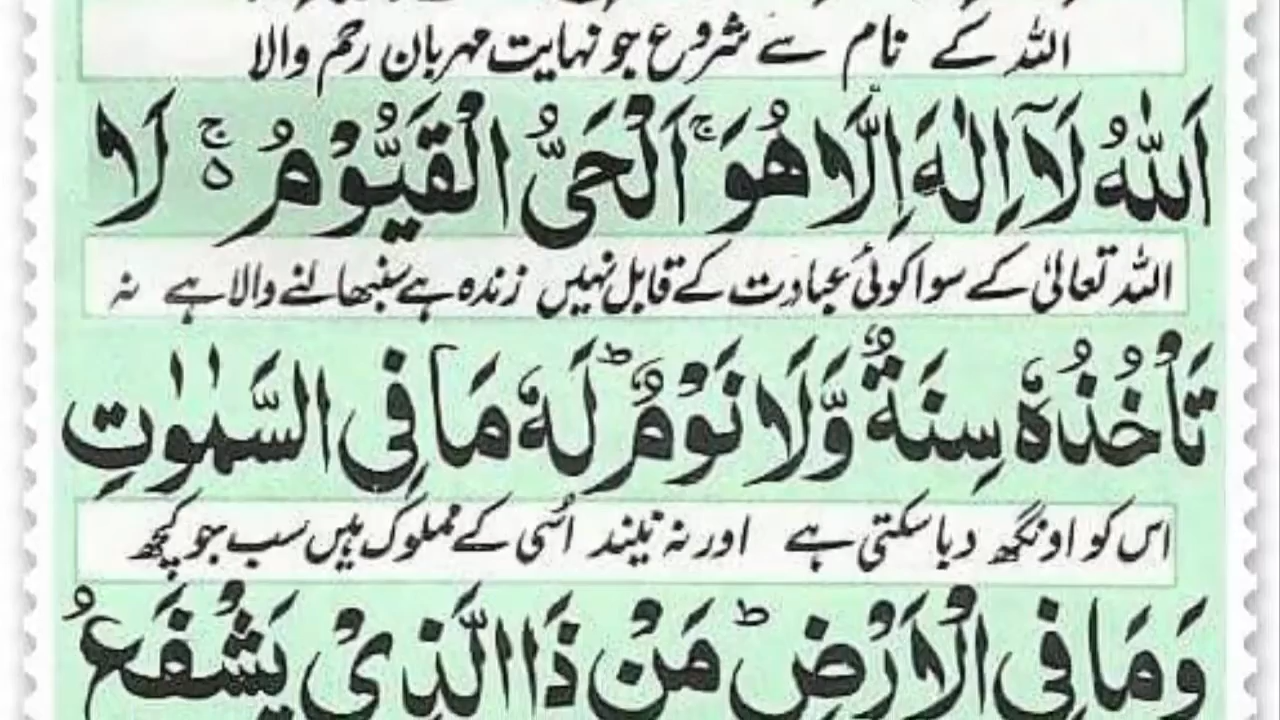 اللہ کے نام سے شروع جو نہایت مہربان رحم والا
اَللّٰهُ لَاۤ اِلٰهَ اِلَّا هُوَ ۚ اَلْحَیُّ الْقَیُّوْمُ ۚ۬ لَا
اللہ تعالیٰ کے سوا کوئی عبادت کے قابل نہیں زندہ ہے سنبھالنے والا ہے نہ
تَاْخُذُهٗ سِنَةٌ وَّلَا نَوْمٌ ؕ لَهٗ مَا فِی السَّمٰوٰتِ
اس کو اونگھ دبا سکتی ہے اور نہ نیند اُسی کے مملوک ہیں سب جو کچھ
وَمَا فِی الْاَرْضِ ؕ مَنْ ذَا الَّذِیْ یَشْفَعُ